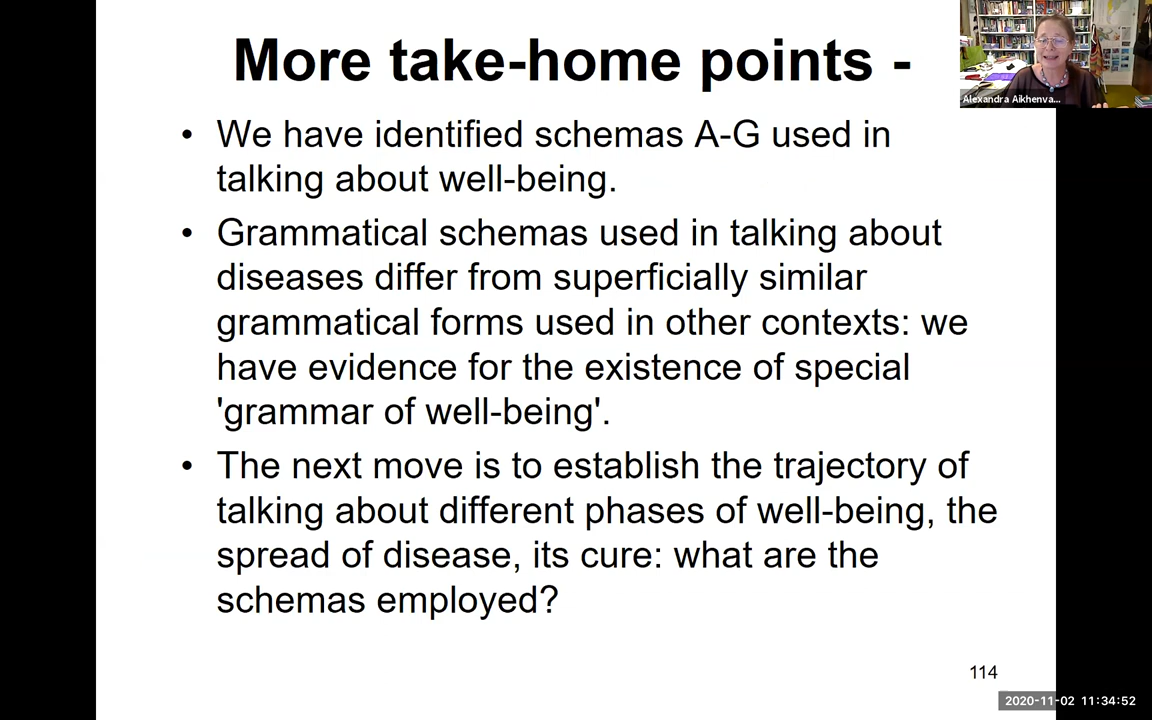 More take-home points -
Alexandra Aikhenva...
• We have identified schemas A-G used in
talking about well-being.
• Grammatical schemas used in talking about
diseases differ from superficially similar
grammatical forms used in other contexts: we
have evidence for the existence of special
'grammar of well-being'.
• The next move is to establish the trajectory of
talking about different phases of well-being, the
spread of disease, its cure: what are the
schemas employed?
114
2020-11-02 11:34:52